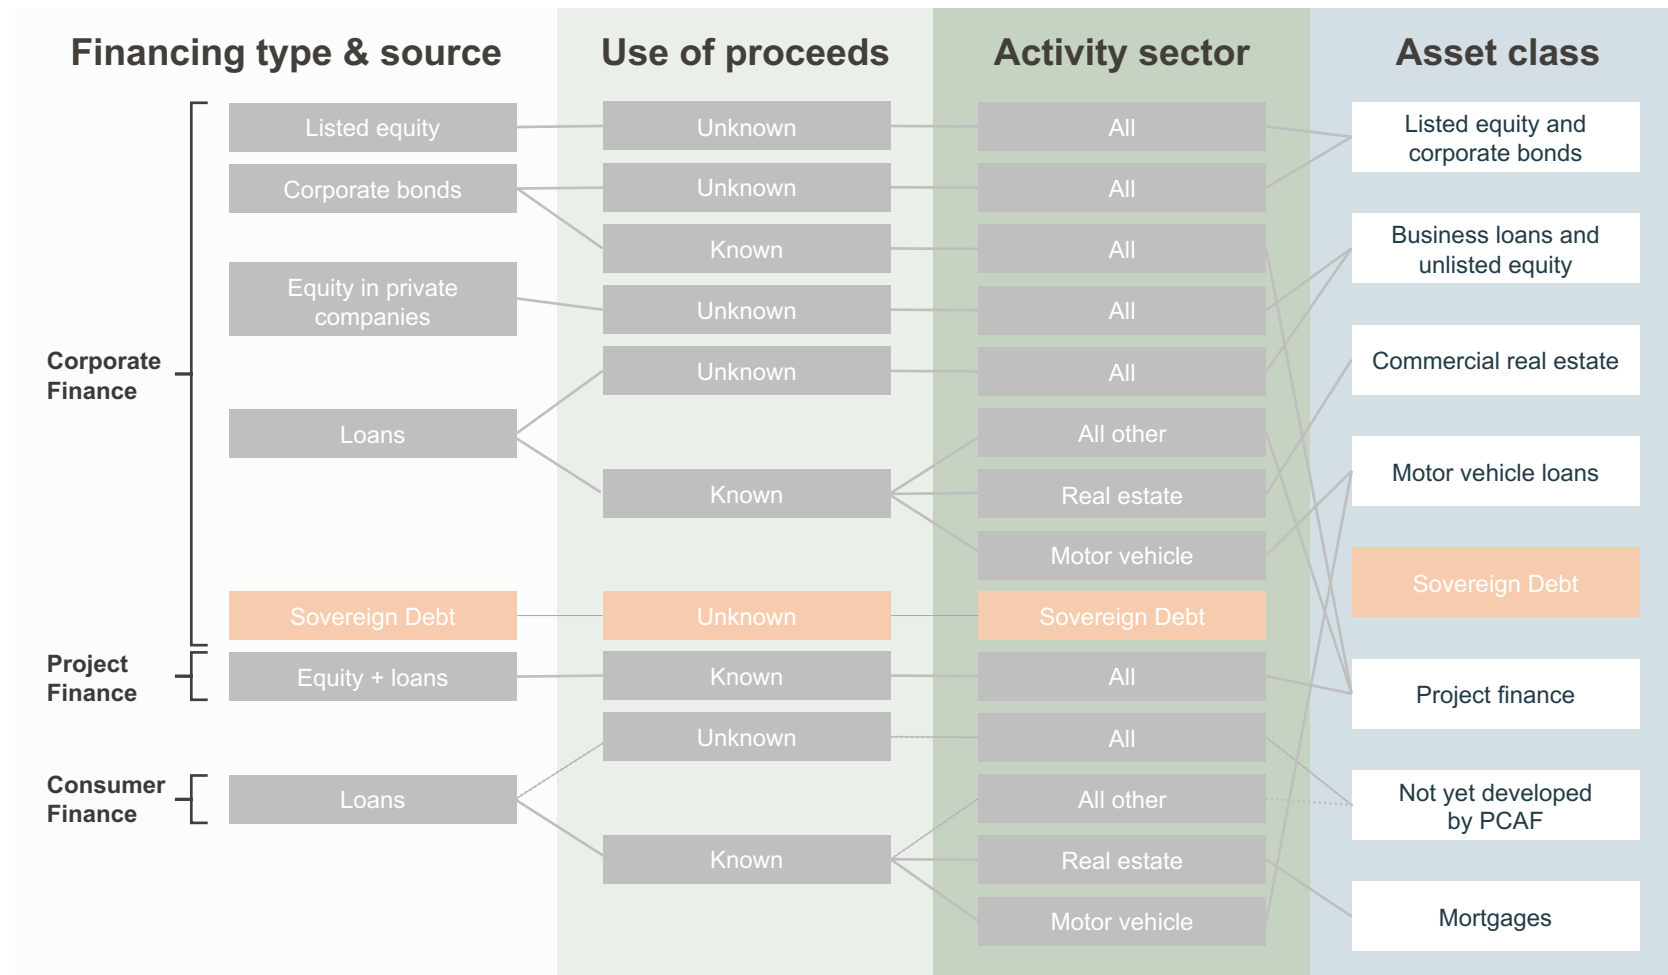 Financing type & source
Use of proceeds
Activity sector
Asset class
Corporate
Finance
Listed equity
Unknown
All
Listed equity and
corporate bonds
Corporate bonds
Unknown
All
Known
All
Business loans and
unlisted equity
Equity in private
companies
Unknown
All
Unknown
All
Commercial real estate
Loans
All other
Motor vehicle loans
Known
Real estate
Motor vehicle
Sovereign Debt
Sovereign Debt
Unknown
Sovereign Debt
Project
Finance
Equity + loans
Known
All
Project finance
Unknown
All
Consumer
Finance
Loans
All other
Not yet developed
by PCAF
Known
Real estate
Motor vehicle
Mortgages